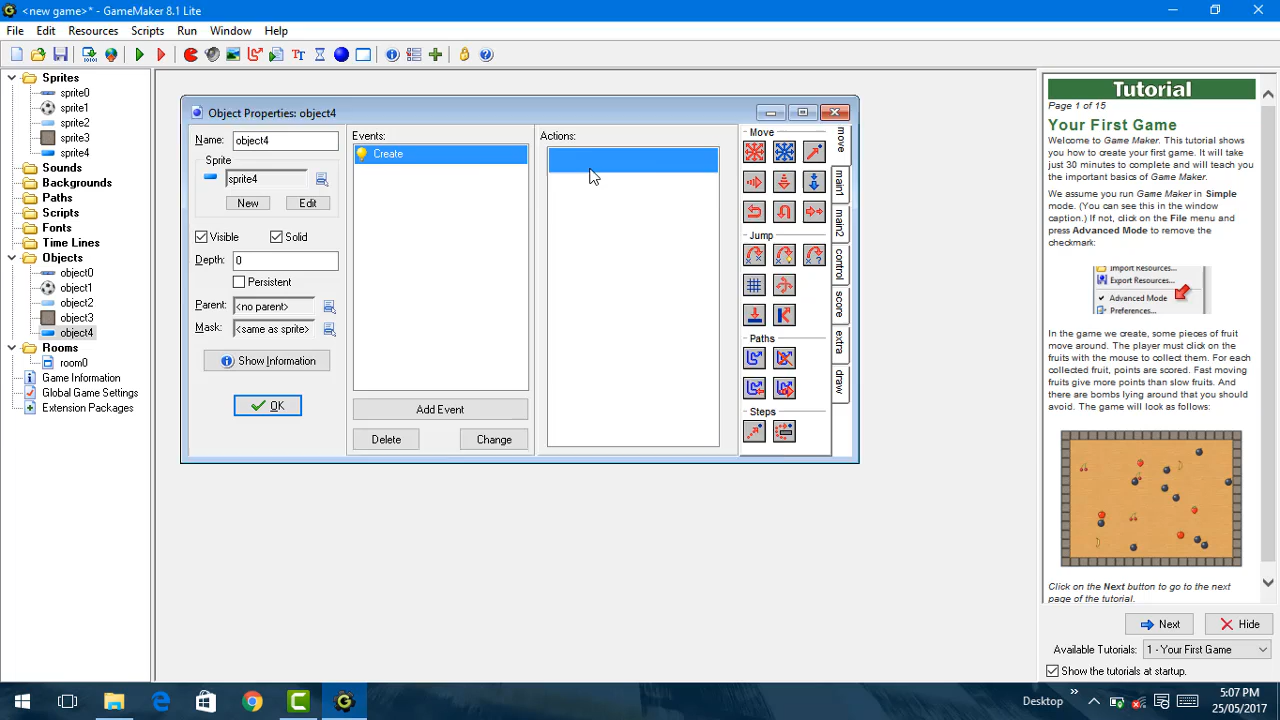 <new game>* - GameMaker 8.1 Lite
File Edit Resources Scripts Run Window Help
Sprites
sprite0
sprite1
sprite2
sprite3
sprite4
Sounds
Backgrounds
Paths
Scripts
Fonts
Time Lines
Objects
object0
object1
object2
object3
object4
Rooms
room0
Game Information
Global Game Settings
Extension Packages
Object Properties: object4
Name: object4
Sprite
sprite4
New Edit
Visible Solid
Depth: 0
Persistent
Parent: <no parent>
Mask: <same as sprite>
Show Information
OK
Events:
Create
Add Event
Delete Change
Actions:
Move
Jump
Paths
Steps
move
main1
main2
control
score
extra
draw
Tutorial
Page 1 of 15
Your First Game
Welcome to Game Maker. This tutorial
shows you how to create your first game. It will take
just 30 minutes to complete and will teach you
the important basics of Game Maker.
We assume you run Game Maker in Simple
mode. (You can see this in the window
caption.) If not, click on the File menu and
press Advanced Mode to remove the
checkmark:
Import Resources...
Export Resources...
✓ Advanced Mode
Preferences...
In the game we create, some pieces of fruit
move around. The player must click on the
fruits with the mouse to collect them. For each
collected fruit, points are scored. Fast moving
fruits give more points than slow fruits. And
there are bombs lying around that you should
avoid. The game will look as follows:
Click on the Next button to go to the next
page of the tutorial.
Next Hide
Available Tutorials: 1 - Your First Game
Show the tutorials at startup.
Desktop
5:07 PM
25/05/2017